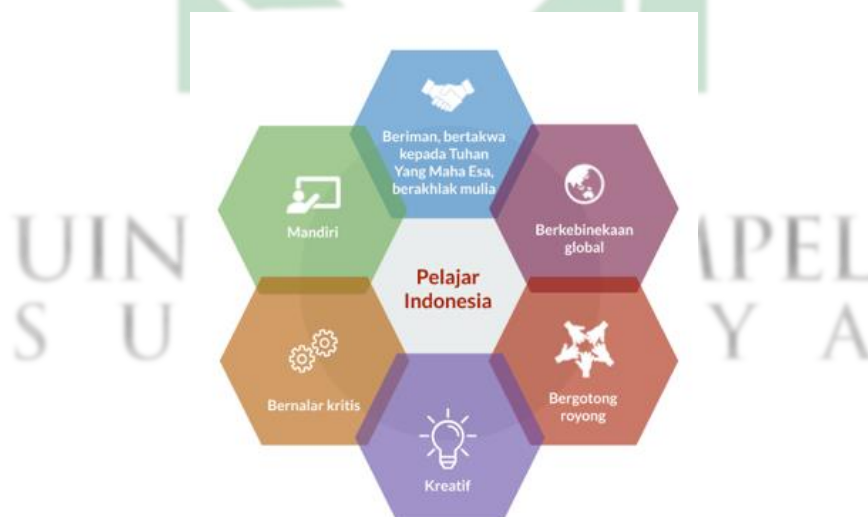 Beriman, bertakwa
kepada Tuhan
Yang Maha Esa,
berakhlak mulia
Mandiri
Berkebinekaan
global
Pelajar
Indonesia
Bernalar kritis
Bergotong
royong
Kreatif
UIN
MPEL
S U
Y A